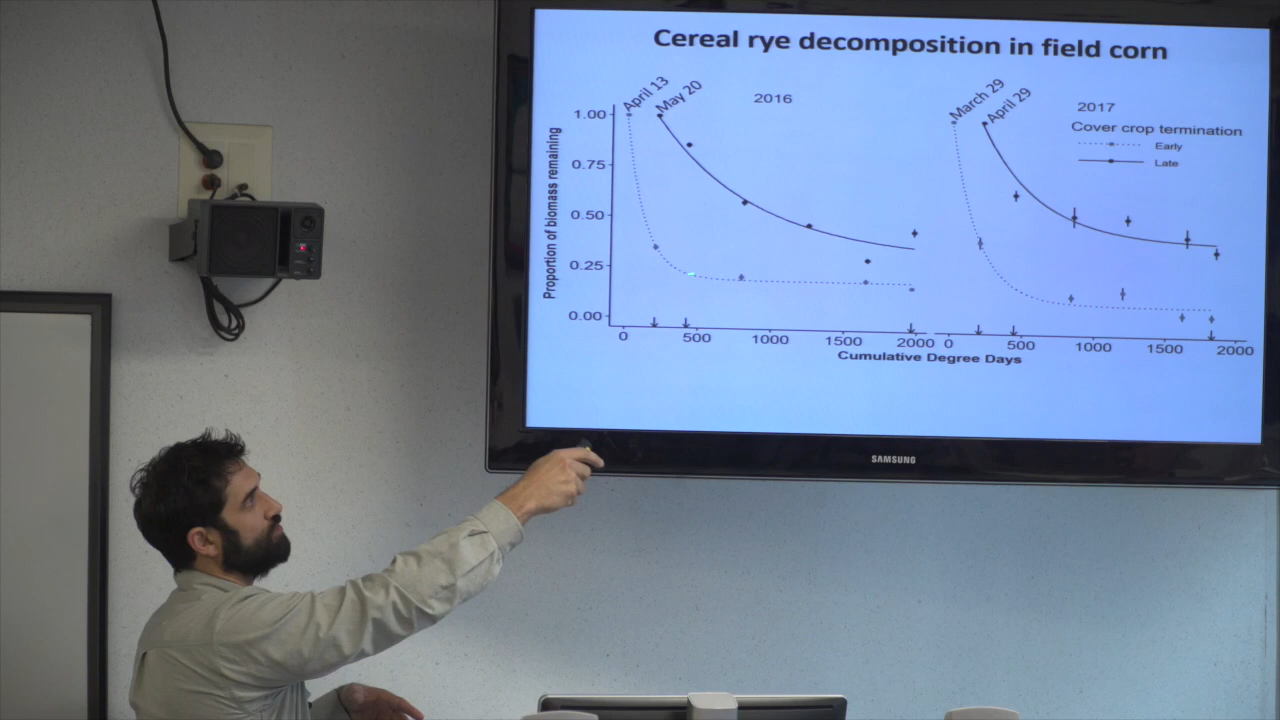 Cereal rye decomposition in field corn
April 13
May 20
2016
March 29
April 29
2017
Cover crop termination
Early
Late
Proportion of biomass remaining
1.00
0.75
0.50
0.25
0.00
0 500 1000 1500 2000
0 500 1000 1500 2000
Cumulative Degree Days
SAMSUNG